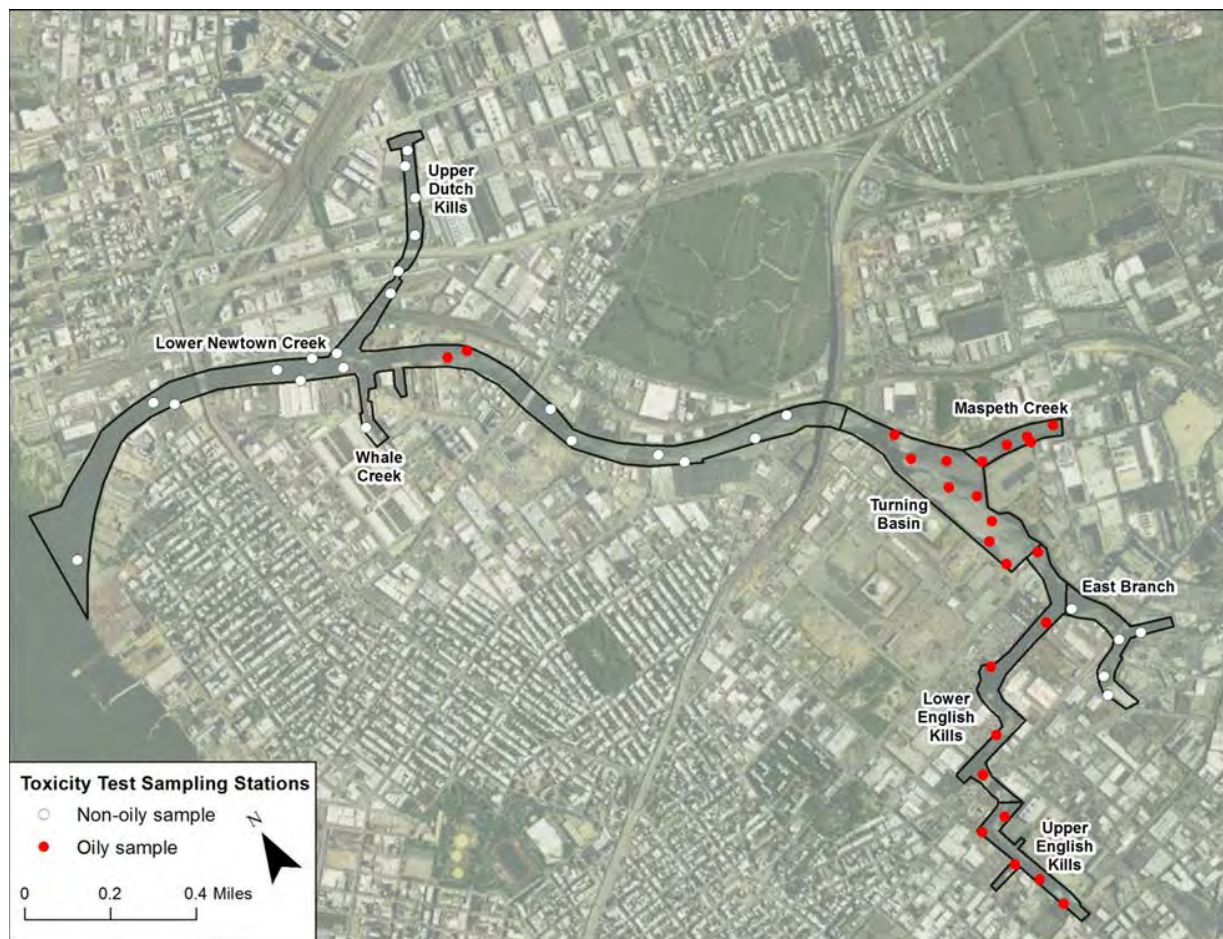 Upper
Dutch
Kills
Lower Newtown Creek
Whale
Creek
Maspeth Creek
Turning
Basin
East Branch
Lower
English
Kills
Upper
English
Kills
Toxicity Test Sampling Stations
Non-oily sample
Oily sample
N
0 0.2 0.4 Miles